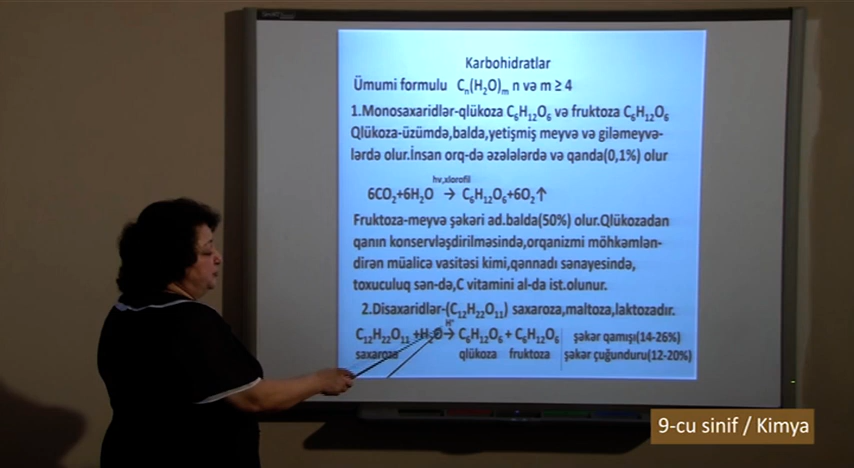 Karbohidratlar
Ümumi formulu Cₙ(H₂O)ₘ n və m ≥ 4
1.Monosaxaridlər-qlükoza C₆H₁₂O₆ və fruktoza C₆H₁₂O₆
Qlükoza-üzümdə,balda,yetişmiş meyvə və giləmeyvə-
lərdə olur.İnsan orq-də əzələlərdə və qanda(0,1%) olur
hv,xlorofil
6CO₂+6H₂O → C₆H₁₂O₆+6O₂↑
Fruktoza-meyvə şəkəri ad.balda(50%) olur.Qlükozadan
qanın konservləşdirilməsində,orqanizmi möhkəmlən-
dirən müalicə vasitəsi kimi,qənnadı sənayesində,
toxuculuq sən-də,C vitamini al-da ist.olunur.
2.Disaxaridlər-(C₁₂H₂₂O₁₁) saxaroza,maltoza,laktozadır.
H⁺
C₁₂H₂₂O₁₁ +H₂O→ C₆H₁₂O₆ + C₆H₁₂O₆ şəkər qamışı(14-26%)
saxaroza qlükoza fruktoza şəkər çuğunduru(12-20%)
9-cu sinif / Kimya